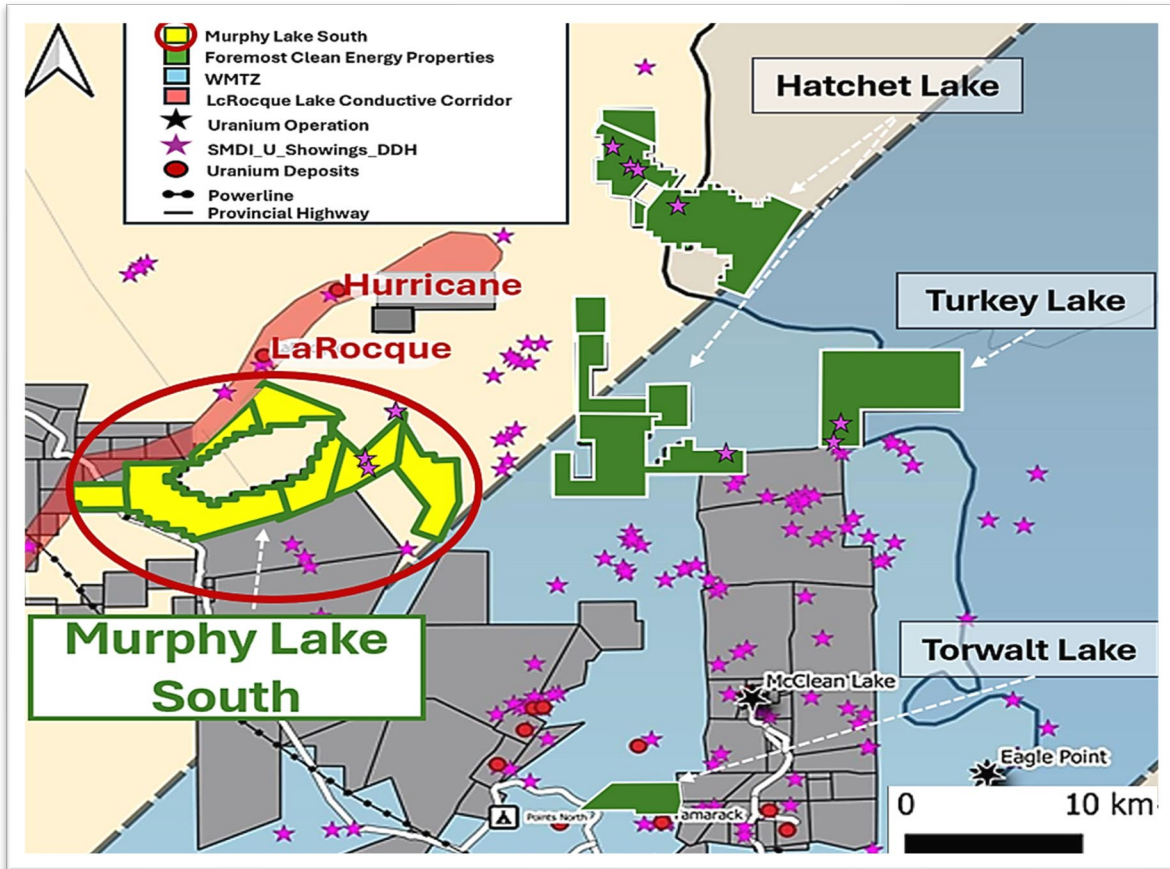 Murphy Lake South
Foremost Clean Energy Properties
WMTZ
LcRocque Lake Conductive Corridor
Uranium Operation
SMDI_U_Showings_DDH
Uranium Deposits
Powerline
Provincial Highway
Hatchet Lake
Hurricane
Turkey Lake
LaRocque
Murphy Lake
South
Torwalt Lake
McClean Lake
Eagle Point
Points North
amarack
0 10 km